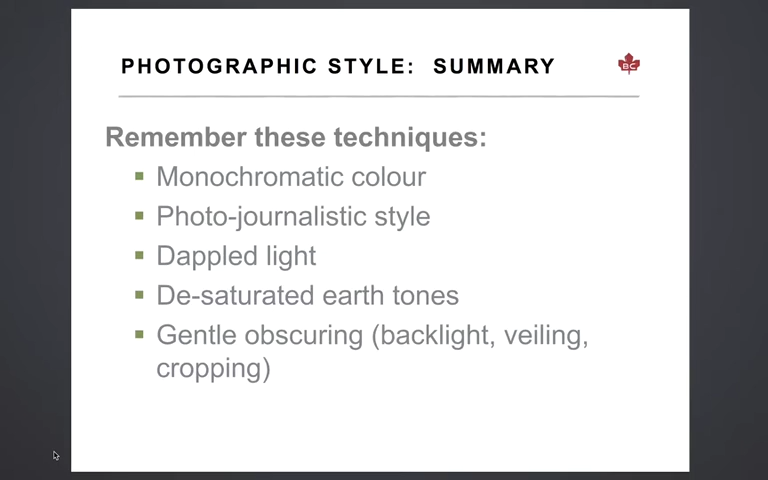 PHOTOGRAPHIC STYLE: SUMMARY
BC
Remember these techniques:
Monochromatic colour
Photo-journalistic style
Dappled light
De-saturated earth tones
Gentle obscuring (backlight, veiling,
cropping)